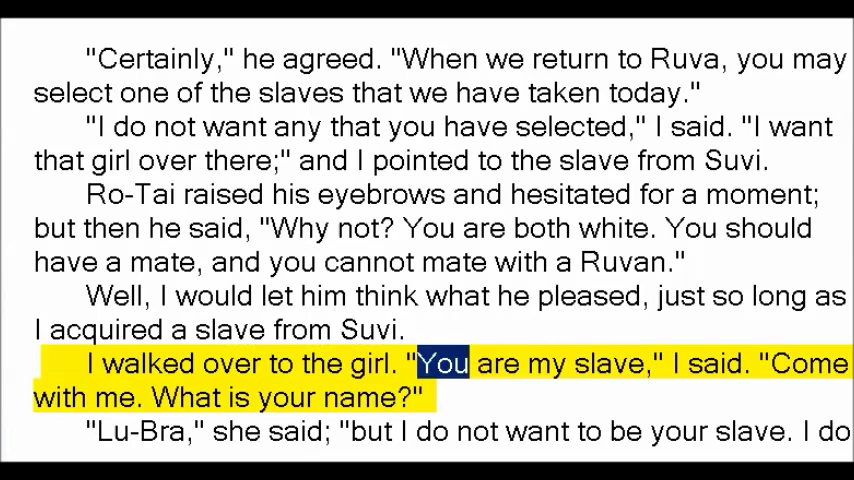 "Certainly," he agreed. "When we return to Ruva, you may
select one of the slaves that we have taken today."
"I do not want any that you have selected," I said. "I want
that girl over there;" and I pointed to the slave from Suvi.
Ro-Tai raised his eyebrows and hesitated for a moment;
but then he said, "Why not? You are both white. You should
have a mate, and you cannot mate with a Ruvan."
Well, I would let him think what he pleased, just so long as
I acquired a slave from Suvi.
I walked over to the girl. "You are my slave," I said. "Come
with me. What is your name?"
"Lu-Bra," she said; "but I do not want to be your slave. I do